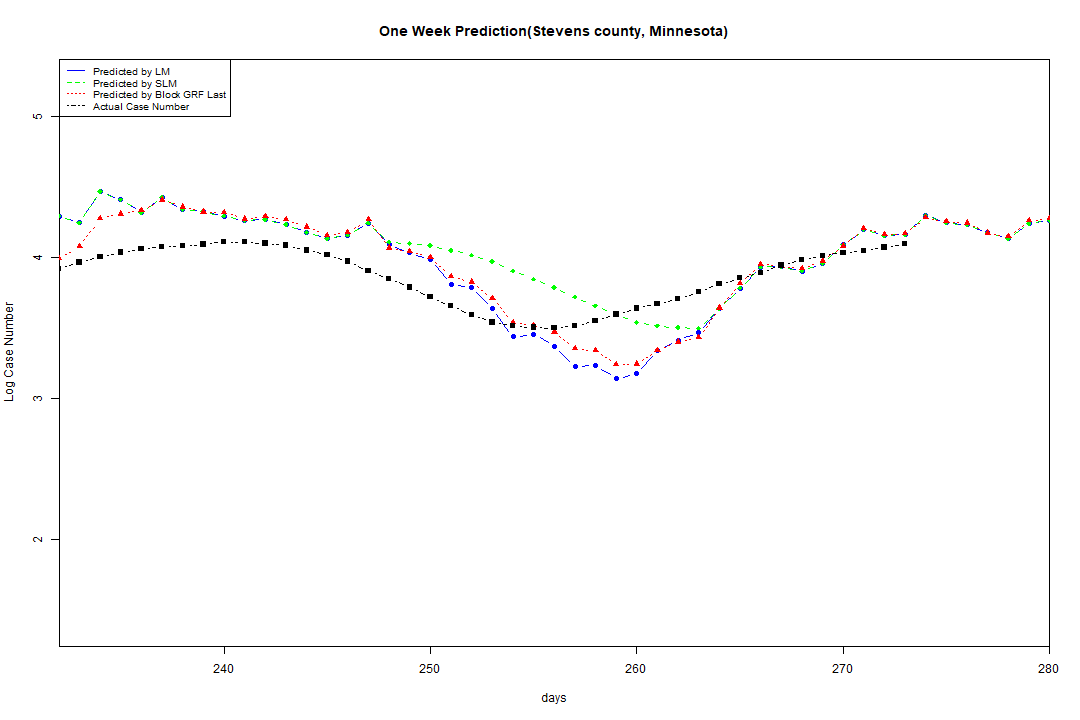 One Week Prediction(Stevens county, Minnesota)
Predicted by LM
Predicted by SLM
Predicted by Block GRF Last
Actual Case Number
5
4
3
2
Log Case Number
240
250
260
270
280
days